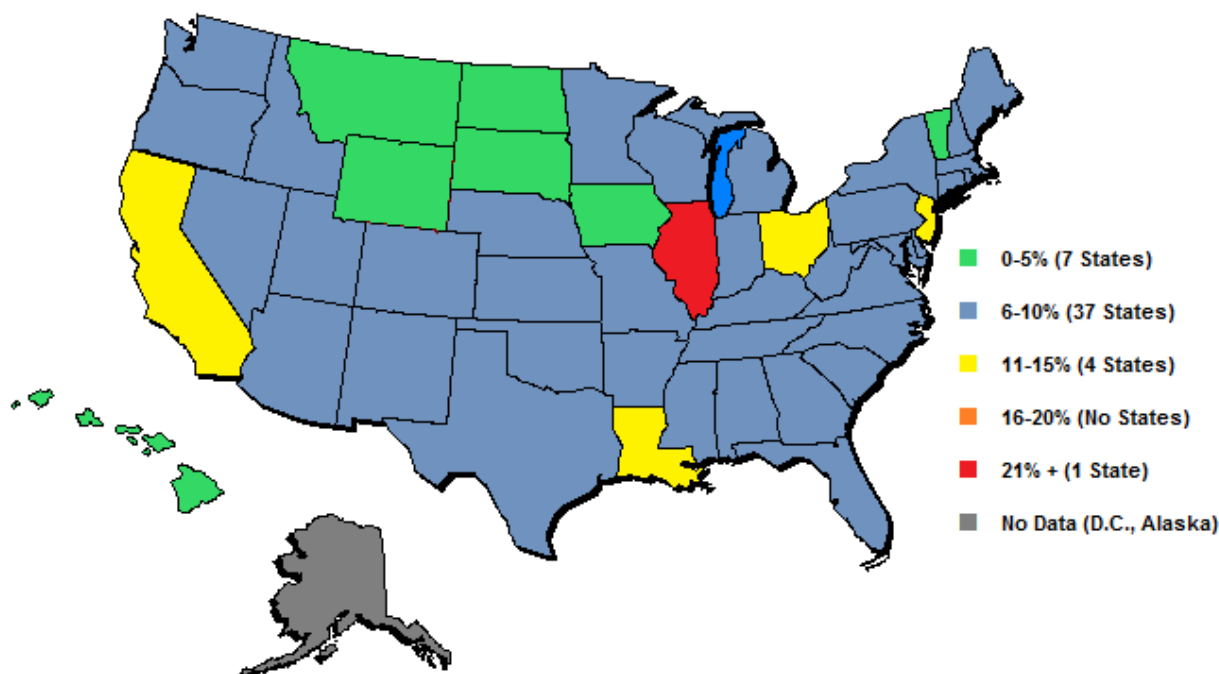 0-5% (7 States)
6-10% (37 States)
11-15% (4 States)
16-20% (No States)
21% + (1 State)
No Data (D.C., Alaska)